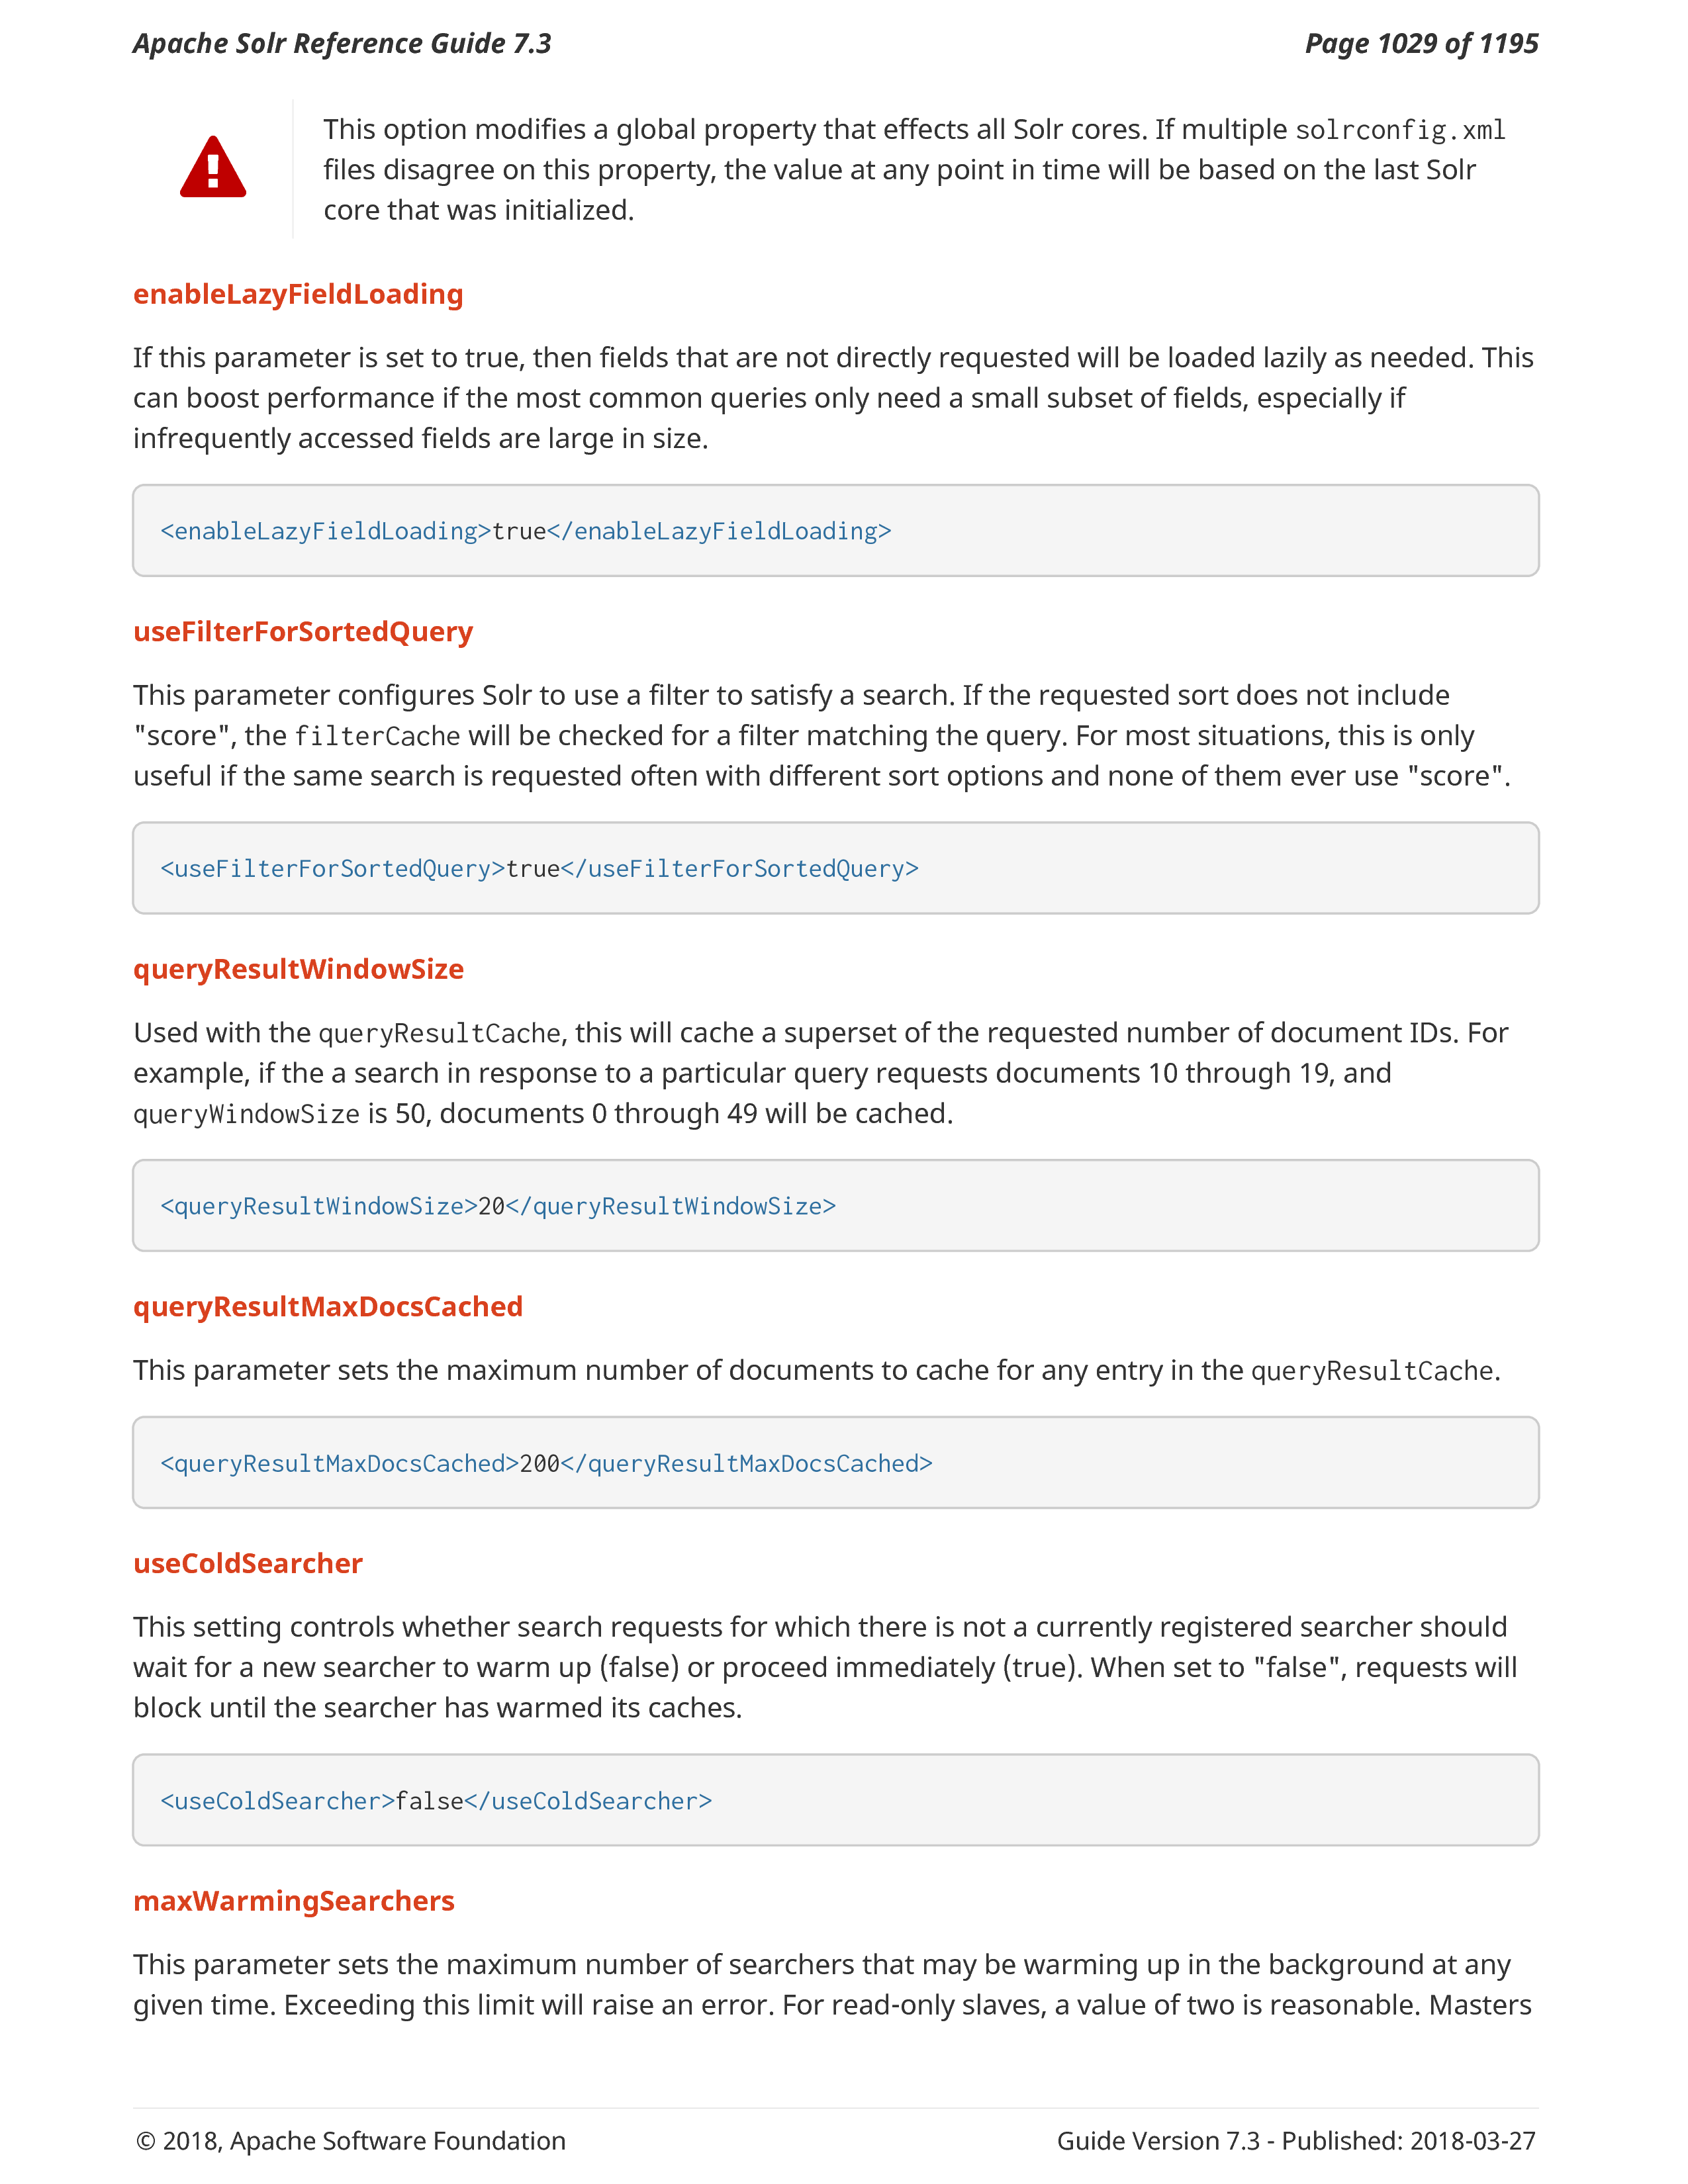 Apache Solr Reference Guide 7.3
Page 1029 of 1195
This option modifies a global property that effects all Solr cores. If multiple solrconfig.xml
files disagree on this property, the value at any point in time will be based on the last Solr
core that was initialized.
enableLazyFieldLoading
If this parameter is set to true, then fields that are not directly requested will be loaded lazily as needed. This
can boost performance if the most common queries only need a small subset of fields, especially if
infrequently accessed fields are large in size.
<enableLazyFieldLoading>true</enableLazyFieldLoading>
useFilterForSortedQuery
This parameter configures Solr to use a filter to satisfy a search. If the requested sort does not include
"score", the filterCache will be checked for a filter matching the query. For most situations, this is only
useful if the same search is requested often with different sort options and none of them ever use "score".
<useFilterForSortedQuery>true</useFilterForSortedQuery>
queryResultWindowSize
Used with the queryResultCache, this will cache a superset of the requested number of document IDs. For
example, if the a search in response to a particular query requests documents 10 through 19, and
queryWindowSize is 50, documents 0 through 49 will be cached.
<queryResultWindowSize>20</queryResultWindowSize>
queryResultMaxDocsCached
This parameter sets the maximum number of documents to cache for any entry in the queryResultCache.
<queryResultMaxDocsCached>200</queryResultMaxDocsCached>
useColdSearcher
This setting controls whether search requests for which there is not a currently registered searcher should
wait for a new searcher to warm up (false) or proceed immediately (true). When set to "false", requests will
block until the searcher has warmed its caches.
<useColdSearcher>false</useColdSearcher>
maxWarmingSearchers
This parameter sets the maximum number of searchers that may be warming up in the background at any
given time. Exceeding this limit will raise an error. For read-only slaves, a value of two is reasonable. Masters
© 2018, Apache Software Foundation
Guide Version 7.3 - Published: 2018-03-27